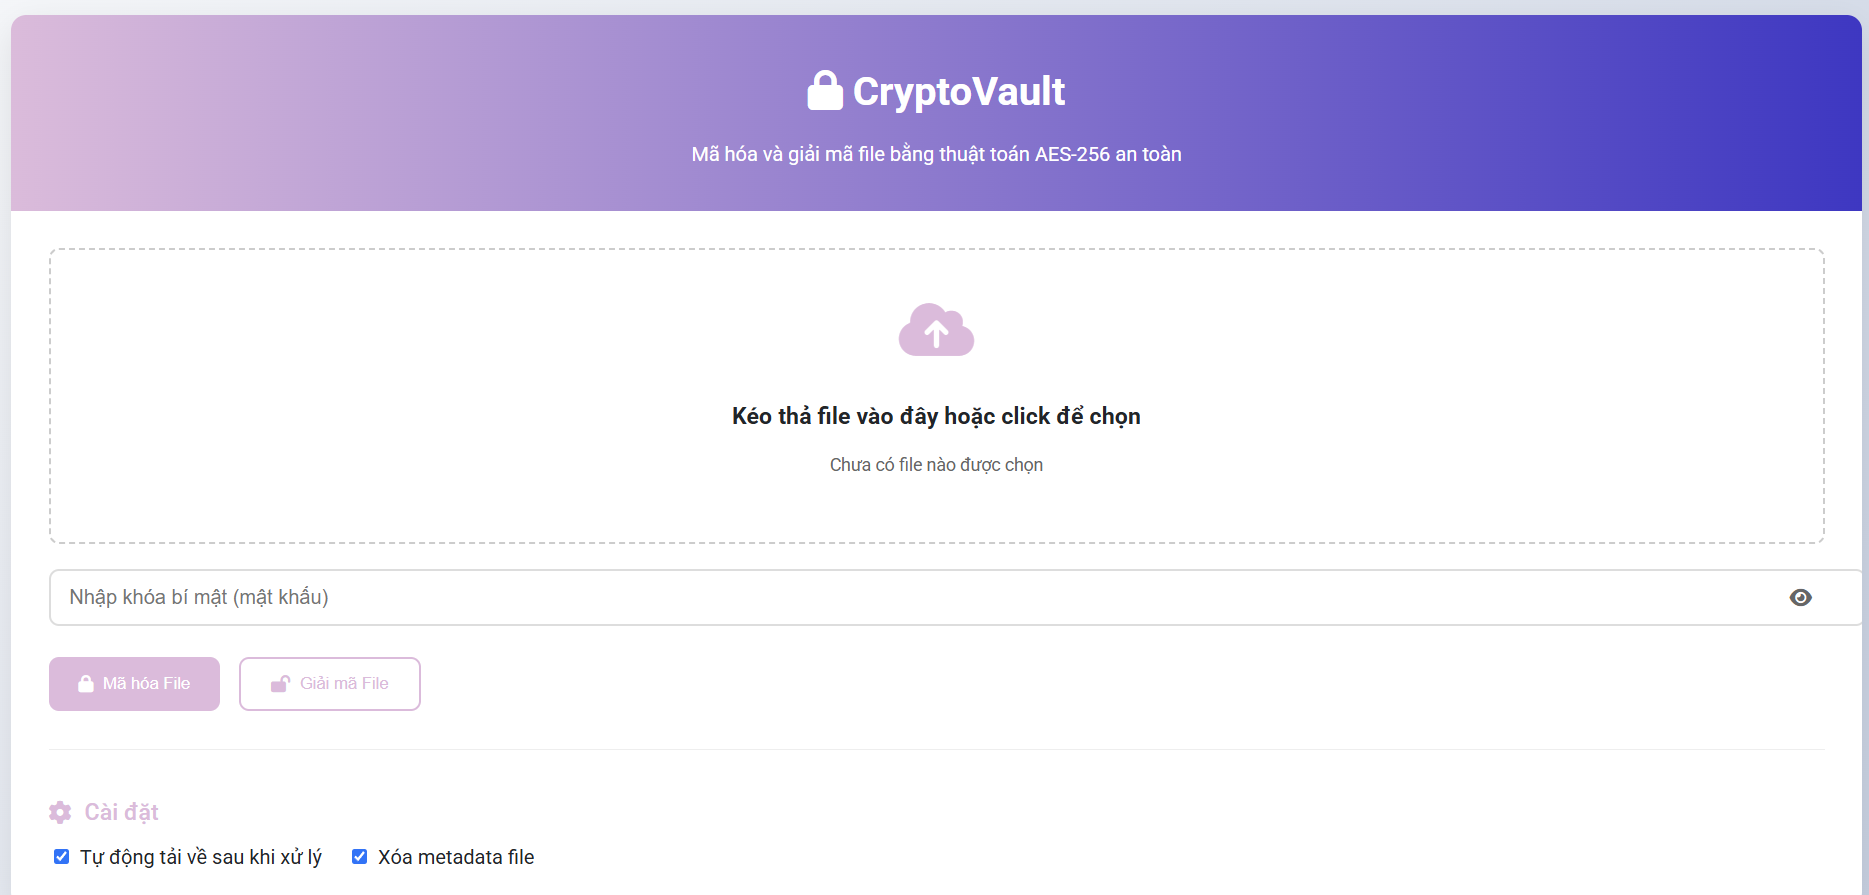 CryptoVault
Mã hóa và giải mã file bằng thuật toán AES-256 an toàn
Kéo thả file vào đây hoặc click để chọn
Chưa có file nào được chọn
Nhập khóa bí mật (mật khẩu)
Mã hóa File
Giải mã File
Cài đặt
Tự động tải về sau khi xử lý
Xóa metadata file